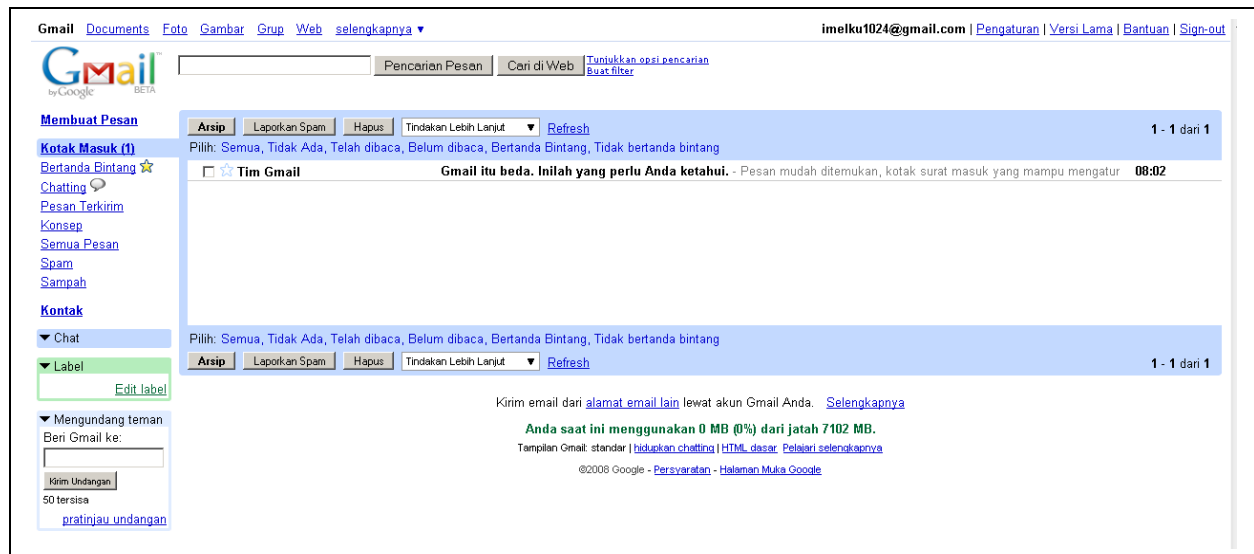 Gmail Documents Foto Gambar Grup Web selengkapnya ▼ imelku1024@gmail.com | Pengaturan | Versi Lama | Bantuan | Sign-out
Gmail by Google BETA
Pencarian Pesan Cari di Web Tunjukkan opsi pencarian
Buat filter
Membuat Pesan
Kotak Masuk (1)
Bertanda Bintang
Chatting
Pesan Terkirim
Konsep
Semua Pesan
Spam
Sampah
Kontak
▼ Chat
▼ Label
Edit label
▼ Mengundang teman
Beri Gmail ke:
Kirim Undangan
50 tersisa
pratinjau undangan
Arsip Laporkan Spam Hapus Tindakan Lebih Lanjut ▼ Refresh 1 - 1 dari 1
Pilih: Semua, Tidak Ada, Telah dibaca, Belum dibaca, Bertanda Bintang, Tidak bertanda bintang
Tim Gmail Gmail itu beda. Inilah yang perlu Anda ketahui. - Pesan mudah ditemukan, kotak surat masuk yang mampu mengatur 08:02
Pilih: Semua, Tidak Ada, Telah dibaca, Belum dibaca, Bertanda Bintang, Tidak bertanda bintang
Arsip Laporkan Spam Hapus Tindakan Lebih Lanjut ▼ Refresh 1 - 1 dari 1
Kirim email dari alamat email lain lewat akun Gmail Anda. Selengkapnya
Anda saat ini menggunakan 0 MB (0%) dari jatah 7102 MB.
Tampilan Gmail: standar | hidupkan chatting | HTML dasar Pelajari selengkapnya
©2008 Google - Persyaratan - Halaman Muka Google